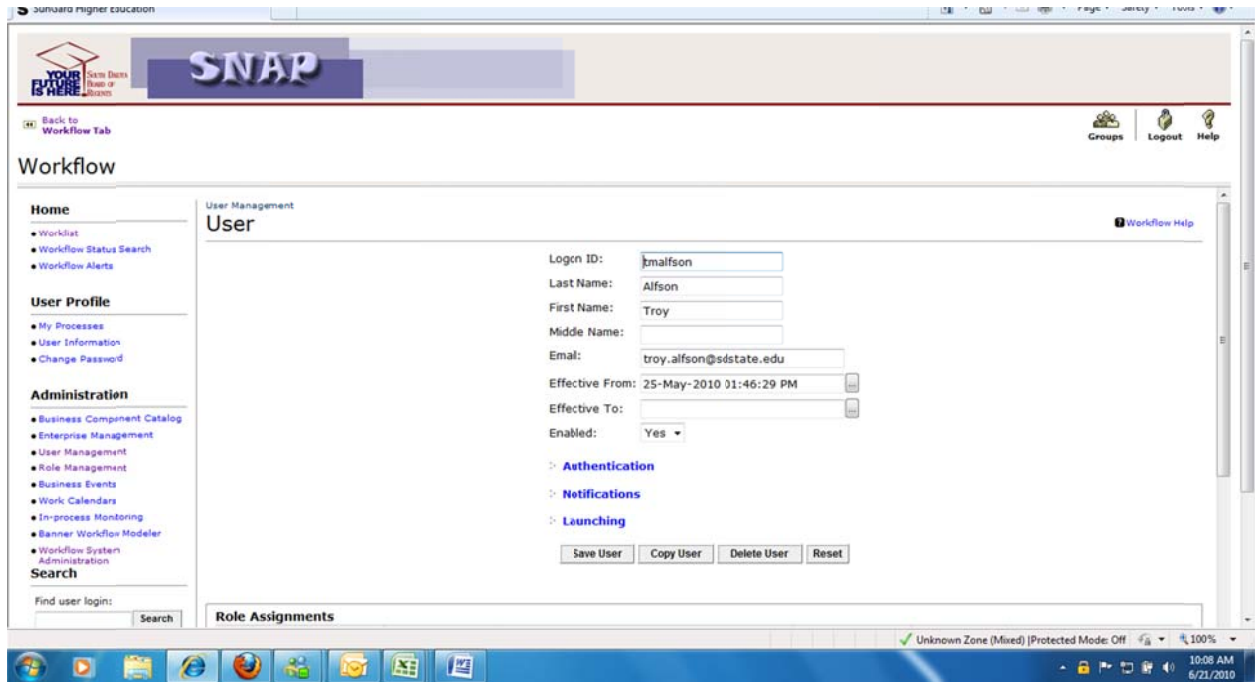 SunGard Higher Education
Page Safety Tools
YOUR FUTURE IS HERE
SOUTH DAKOTA
BOARD OF
REGENTS
SNAP
Back to
Workflow Tab
Groups Logout Help
Workflow
Home
Worklist
Workflow Status Search
Workflow Alerts
User Profile
My Processes
User Information
Change Password
Administration
Business Component Catalog
Enterprise Management
User Management
Role Management
Business Events
Work Calendars
In-process Monitoring
Banner Workflow Modeler
Workflow System
Administration
Search
Find user login:
Search
User Management
User
Workflow Help
Logon ID: tmalfson
Last Name: Alfson
First Name: Troy
Middle Name:
Email: troy.alfson@sdstate.edu
Effective From: 25-May-2010 01:46:29 PM ...
Effective To: ...
Enabled: Yes
Authentication
Notifications
Launching
Save User Copy User Delete User Reset
Role Assignments
Unknown Zone (Mixed) | Protected Mode: Off 100%
10:08 AM
6/21/2010